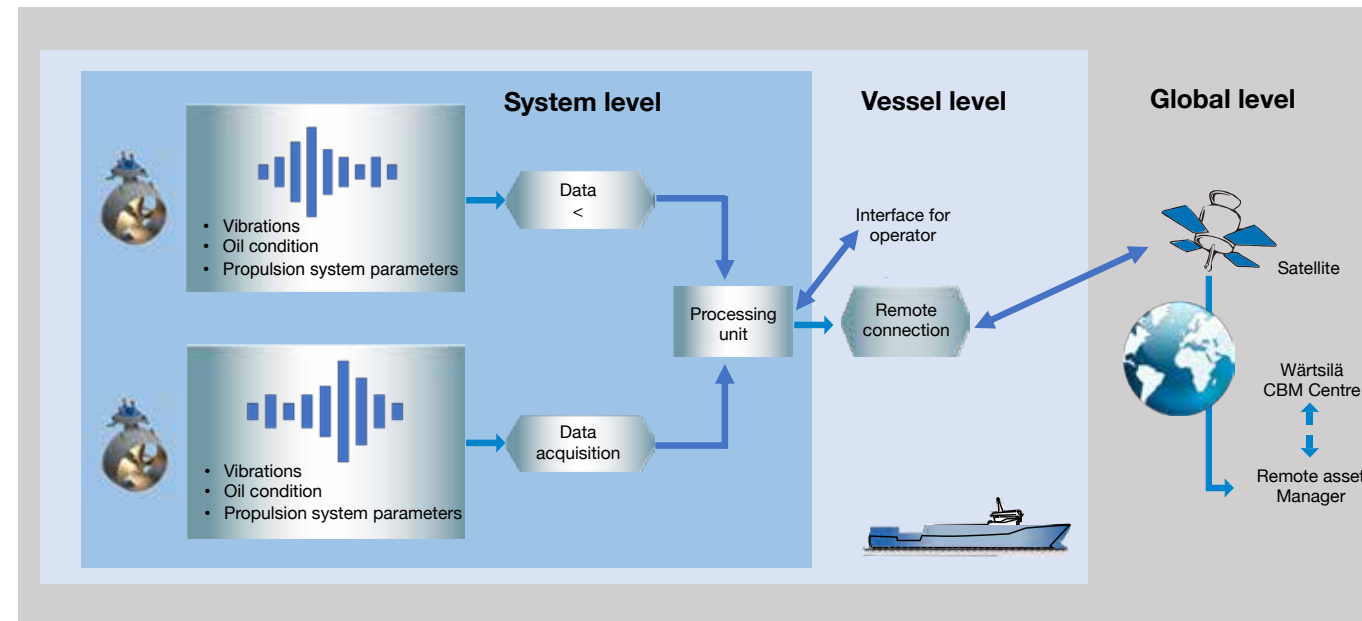 System level
Vessel level
Global level
• Vibrations
• Oil condition
• Propulsion system parameters
Data
<
Interface for
operator
Processing
unit
Remote
connection
Satellite
Wärtsilä
CBM Centre
Remote asset
Manager
Data
acquisition
• Vibrations
• Oil condition
• Propulsion system parameters